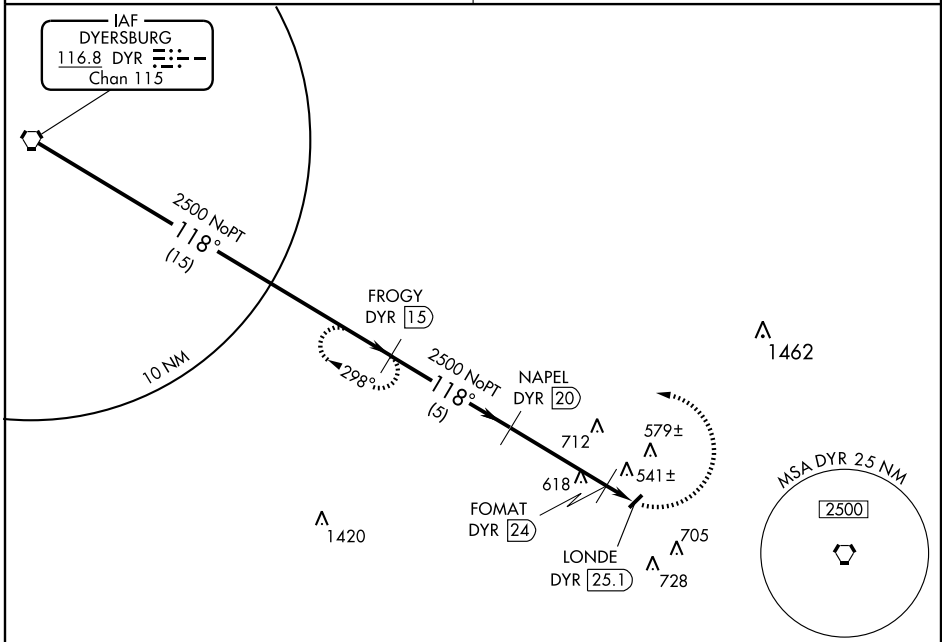 IAF
DYERSBURG
116.8 DYR
Chan 115
2500 NoPT
118°
(15)
10 NM
FROGY
DYR 15
298°
2500 NoPT
118°
(5)
NAPEL
DYR 20
1462
712
579±
541±
618
FOMAT
DYR 24
1420
LONDE
DYR 25.1
705
728
MSA DYR 25 NM
2500